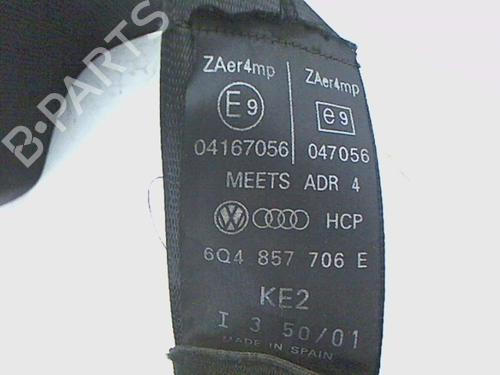 B-PARTS
ZAer4mp ZAer4mp
E9 e9
04167056 047056
MEETS ADR 4
HCP
6Q4 857 706 E
KE2
I 3 50/01
MADE IN SPAIN